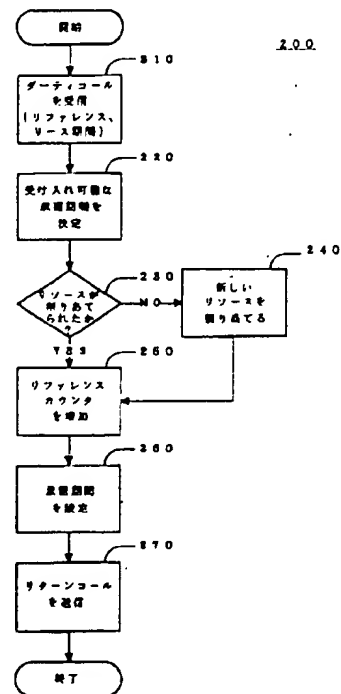 開始
200
210
ダーティコール
を受信
(リファレンス、
リース期間)
220
受け入れ可能な
承諾期間を
決定
230
リソースが
割りあて
られたか
?
NO
240
新しい
リソースを
割り当てる
YES
250
リファレンス
カウンタ
を増加
260
承諾期間
を設定
270
リターンコール
を送信
終了